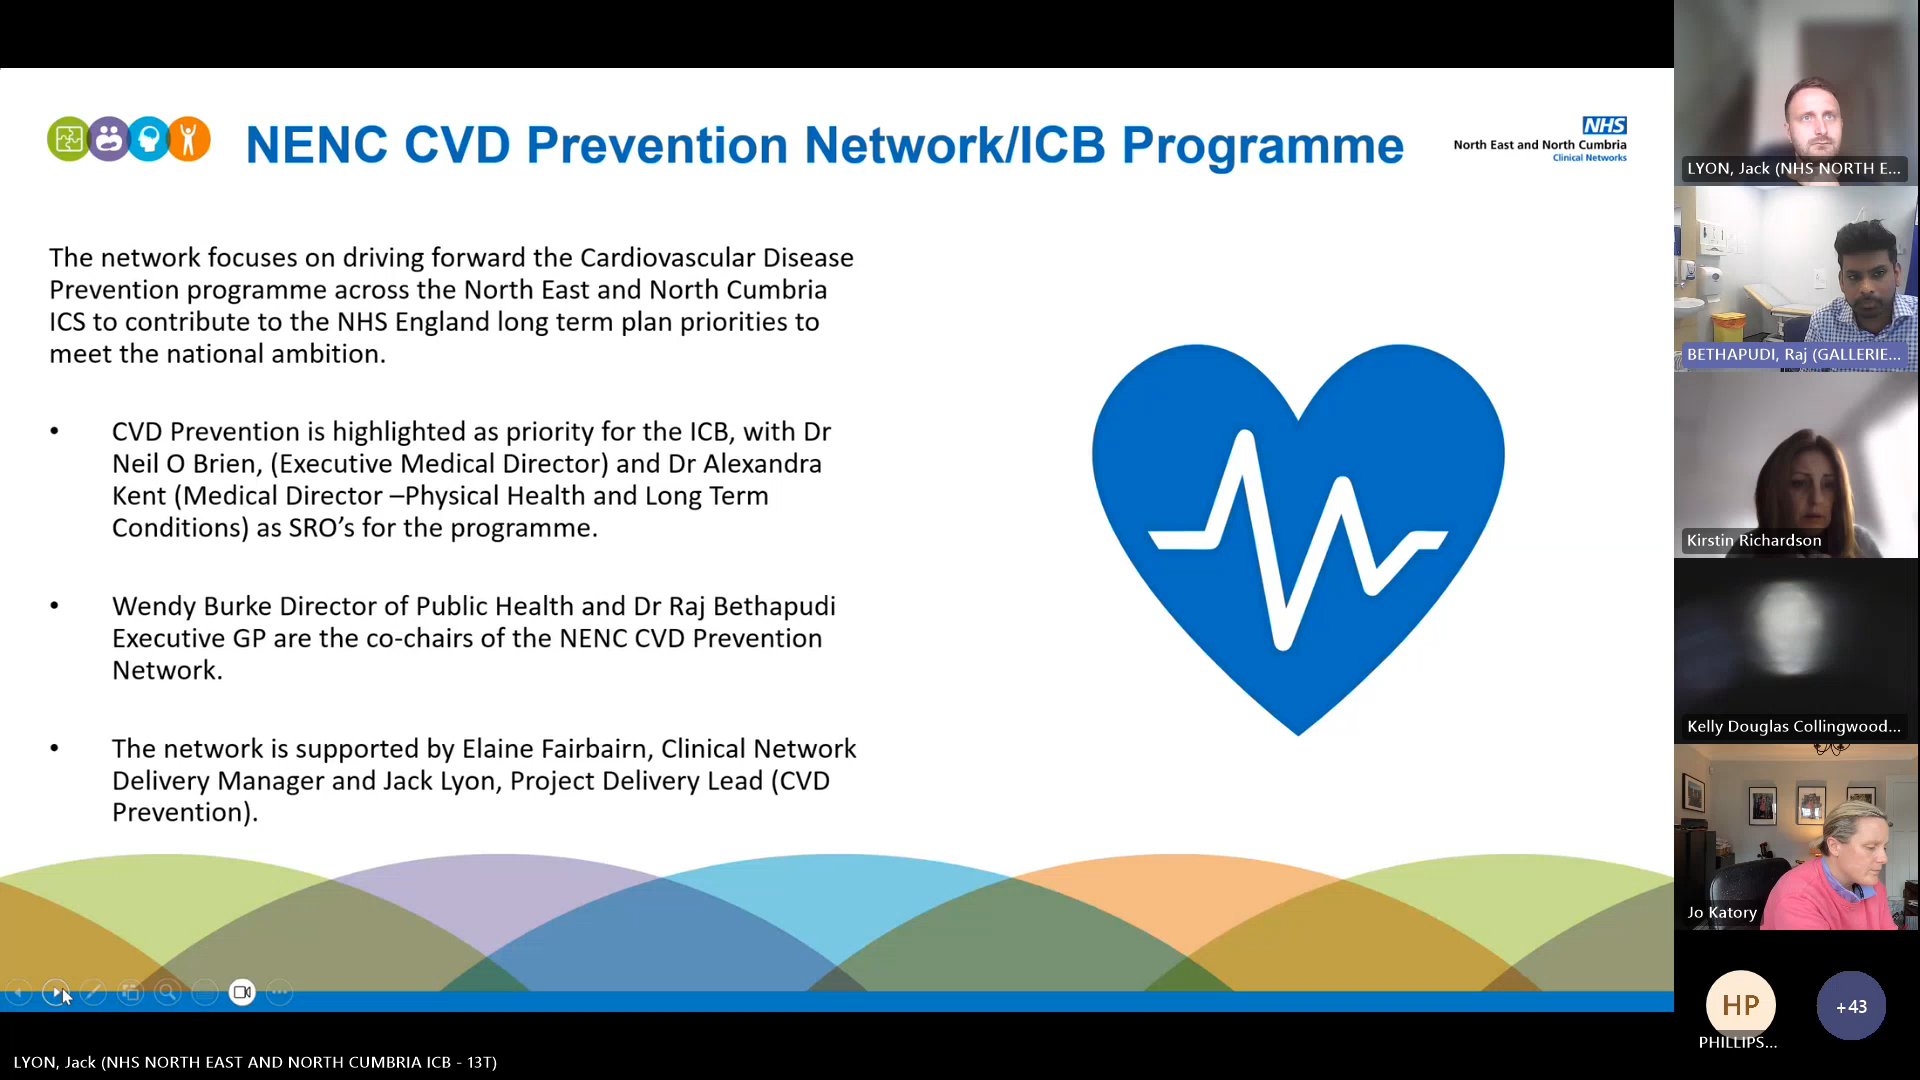 NENC CVD Prevention Network/ICB Programme
NHS
North East and North Cumbria
Clinical Networks
The network focuses on driving forward the Cardiovascular Disease
Prevention programme across the North East and North Cumbria
ICS to contribute to the NHS England long term plan priorities to
meet the national ambition.
• CVD Prevention is highlighted as priority for the ICB, with Dr
Neil O Brien, (Executive Medical Director) and Dr Alexandra
Kent (Medical Director –Physical Health and Long Term
Conditions) as SRO’s for the programme.
• Wendy Burke Director of Public Health and Dr Raj Bethapudi
Executive GP are the co-chairs of the NENC CVD Prevention
Network.
• The network is supported by Elaine Fairbairn, Clinical Network
Delivery Manager and Jack Lyon, Project Delivery Lead (CVD
Prevention).
LYON, Jack (NHS NORTH EAST AND NORTH CUMBRIA ICB - 13T)
LYON, Jack (NHS NORTH E...
BETHAPUDI, Raj (GALLERIE...
Kirstin Richardson
Kelly Douglas Collingwood...
Jo Katory
HP
PHILLIPS...
+43